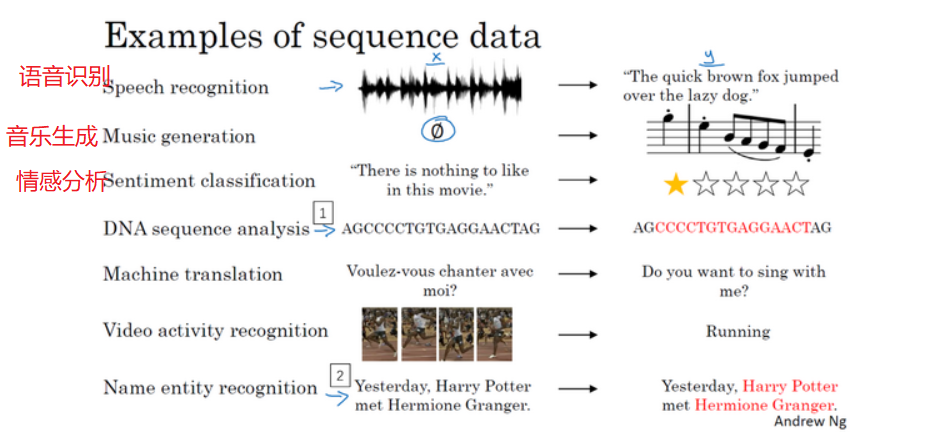 Examples of sequence data
x
y
语音识别
Speech recognition
“The quick brown fox jumped
over the lazy dog.”
音乐生成
Music generation
∅
情感分析
Sentiment classification
“There is nothing to like
in this movie.”
1
DNA sequence analysis
AGCCCCTGTGAGGAACTAG
AGCCCCTGTGAGGAACTAG
Machine translation
Voulez-vous chanter avec
moi?
Do you want to sing with
me?
Video activity recognition
Running
2
Name entity recognition
Yesterday, Harry Potter
met Hermione Granger.
Yesterday, Harry Potter
met Hermione Granger.
Andrew Ng